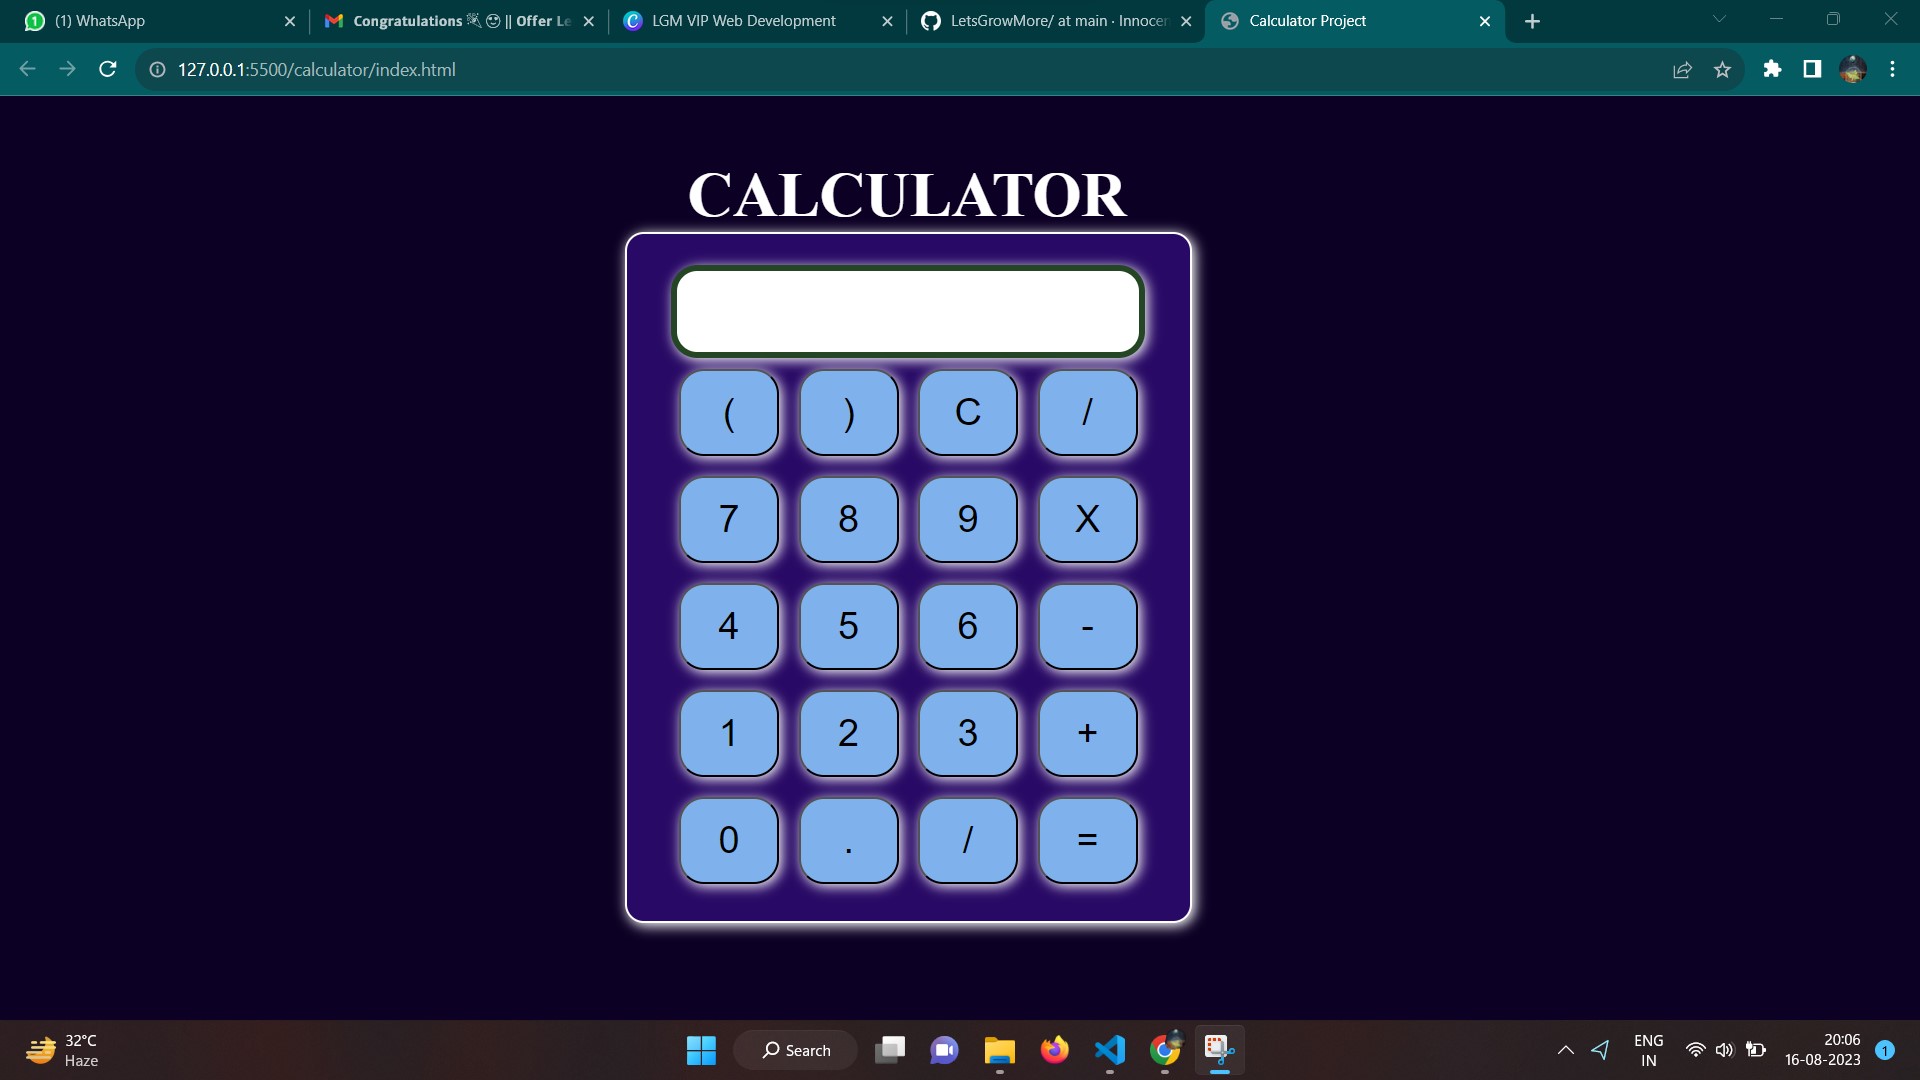 (1) WhatsApp
Congratulations 🎉 😍 || Offer Le
LGM VIP Web Development
LetsGrowMore/ at main · Innocen
Calculator Project
127.0.0.1:5500/calculator/index.html
CALCULATOR
( ) C /
7 8 9 X
4 5 6 -
1 2 3 +
0 . / =
32°C
Haze
Search
ENG
IN
20:06
16-08-2023
1